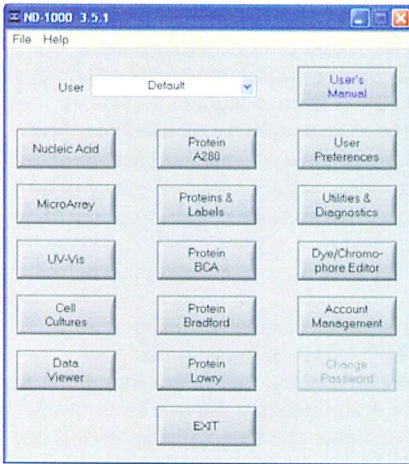 ND-1000 3.5.1
File Help
User Default
User's
Manual
Nucleic Acid
Protein
A280
User
Preferences
MicroArray
Proteins &
Labels
Utilities &
Diagnostics
UV-Vis
Protein
BCA
Dye/Chromo-
phore Editor
Cell
Cultures
Protein
Bradford
Account
Management
Data
Viewer
Protein
Lowry
Change
Password
EXIT